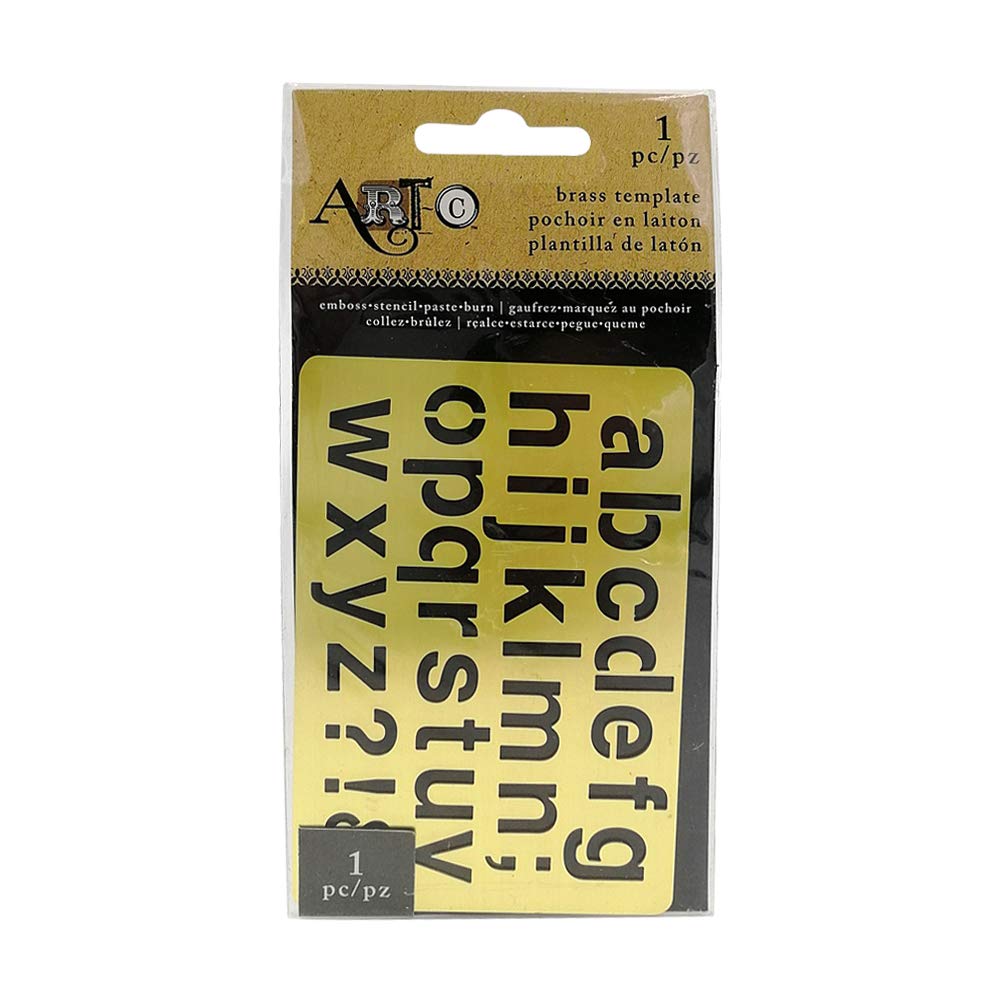 ART C
1
pc/pz
brass template
pochoir en laiton
plantilla de latón
emboss•stencil•paste•burn | gaufrez•marquez au pochoir
collez•brûlez | realce•estarce•pegue•queme
abcdefg
hijklmn;
opqrstuv
wxyz?!&
1
pc/pz